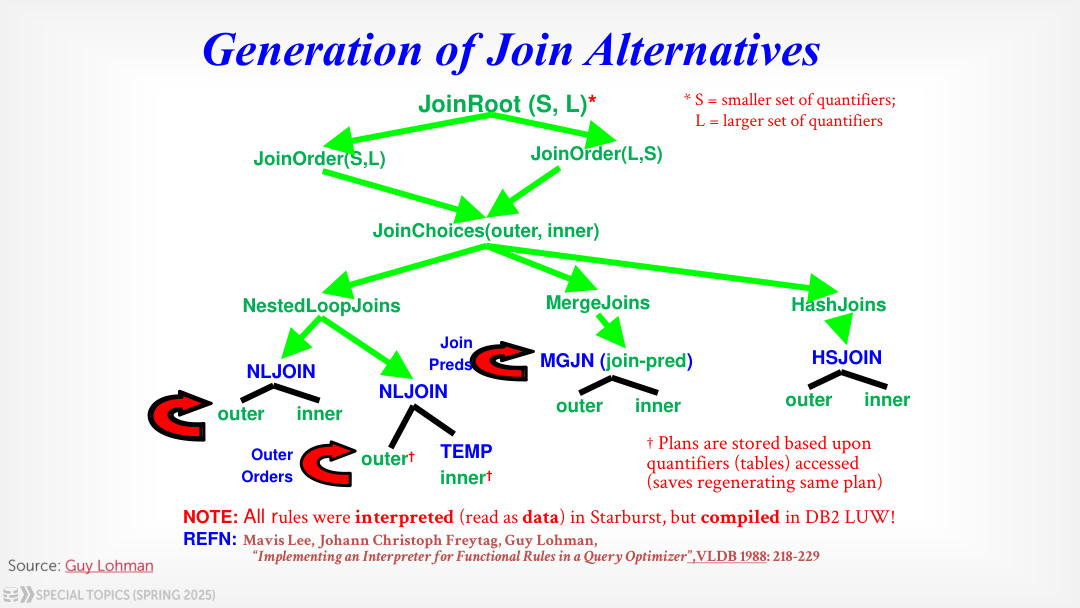 Generation of Join Alternatives
JoinRoot (S, L)*
* S = smaller set of quantifiers;
L = larger set of quantifiers
JoinOrder(S,L)
JoinOrder(L,S)
JoinChoices(outer, inner)
NestedLoopJoins
MergeJoins
HashJoins
Join
Preds
NLJOIN
NLJOIN
MGJN (join-pred)
HSJOIN
outer inner
outer inner
outer inner
Outer
Orders
outer†
TEMP
inner†
† Plans are stored based upon
quantifiers (tables) accessed
(saves regenerating same plan)
NOTE: All rules were interpreted (read as data) in Starburst, but compiled in DB2 LUW!
REFN: Mavis Lee, Johann Christoph Freytag, Guy Lohman,
“Implementing an Interpreter for Functional Rules in a Query Optimizer”, VLDB 1988: 218-229
Source: Guy Lohman
SPECIAL TOPICS (SPRING 2025)